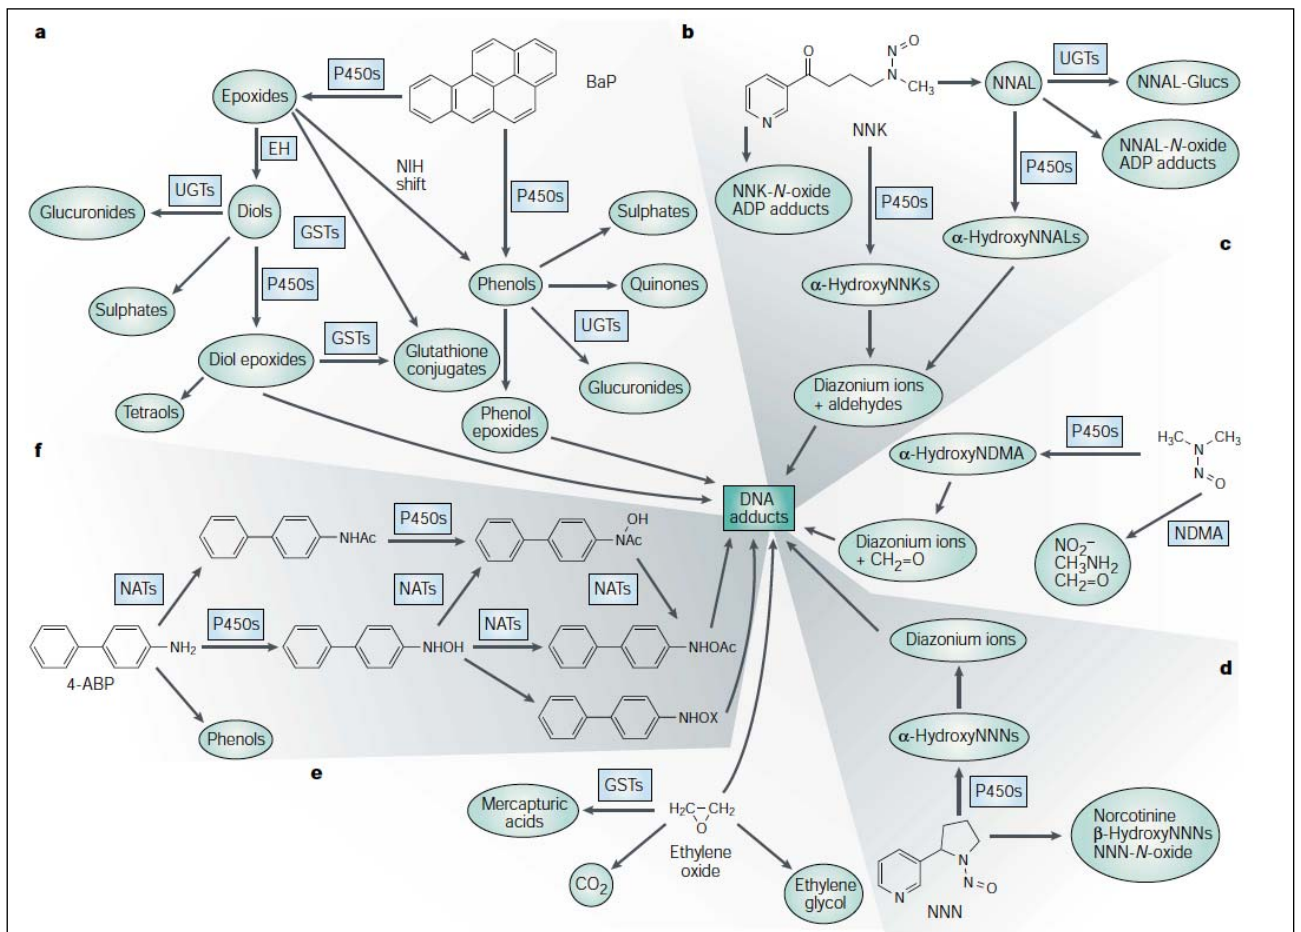 a
P450s
BaP
Epoxides
EH
NIH
shift
P450s
UGTs
Glucuronides
Diols
GSTs
Sulphates
P450s
Sulphates
Phenols
Quinones
UGTs
Diol epoxides
GSTs
Glutathione
conjugates
Glucuronides
Tetraols
Phenol
epoxides
b
O
N
O
N
CH3
N
NNK
NNAL
UGTs
NNAL-Glucs
NNAL-N-oxide
ADP adducts
P450s
NNK-N-oxide
ADP adducts
P450s
α-HydroxyNNALs
α-HydroxyNNKs
Diazonium ions
+ aldehydes
DNA
adducts
c
P450s
α-HydroxyNDMA
H3C
CH3
N
N
O
NDMA
Diazonium ions
+ CH2=O
NO2−
CH3NH2
CH2=O
d
Diazonium ions
α-HydroxyNNNs
P450s
Norcotinine
β-HydroxyNNNs
NNN-N-oxide
N
N
N
O
NNN
e
GSTs
Mercapturic
acids
H2C
CH2
O
Ethylene
oxide
CO2
Ethylene
glycol
f
NHAc
P450s
OH
NAc
NATs
NATs
NATs
P450s
NH2
4-ABP
NHOH
NATs
NHOAc
NHOX
Phenols